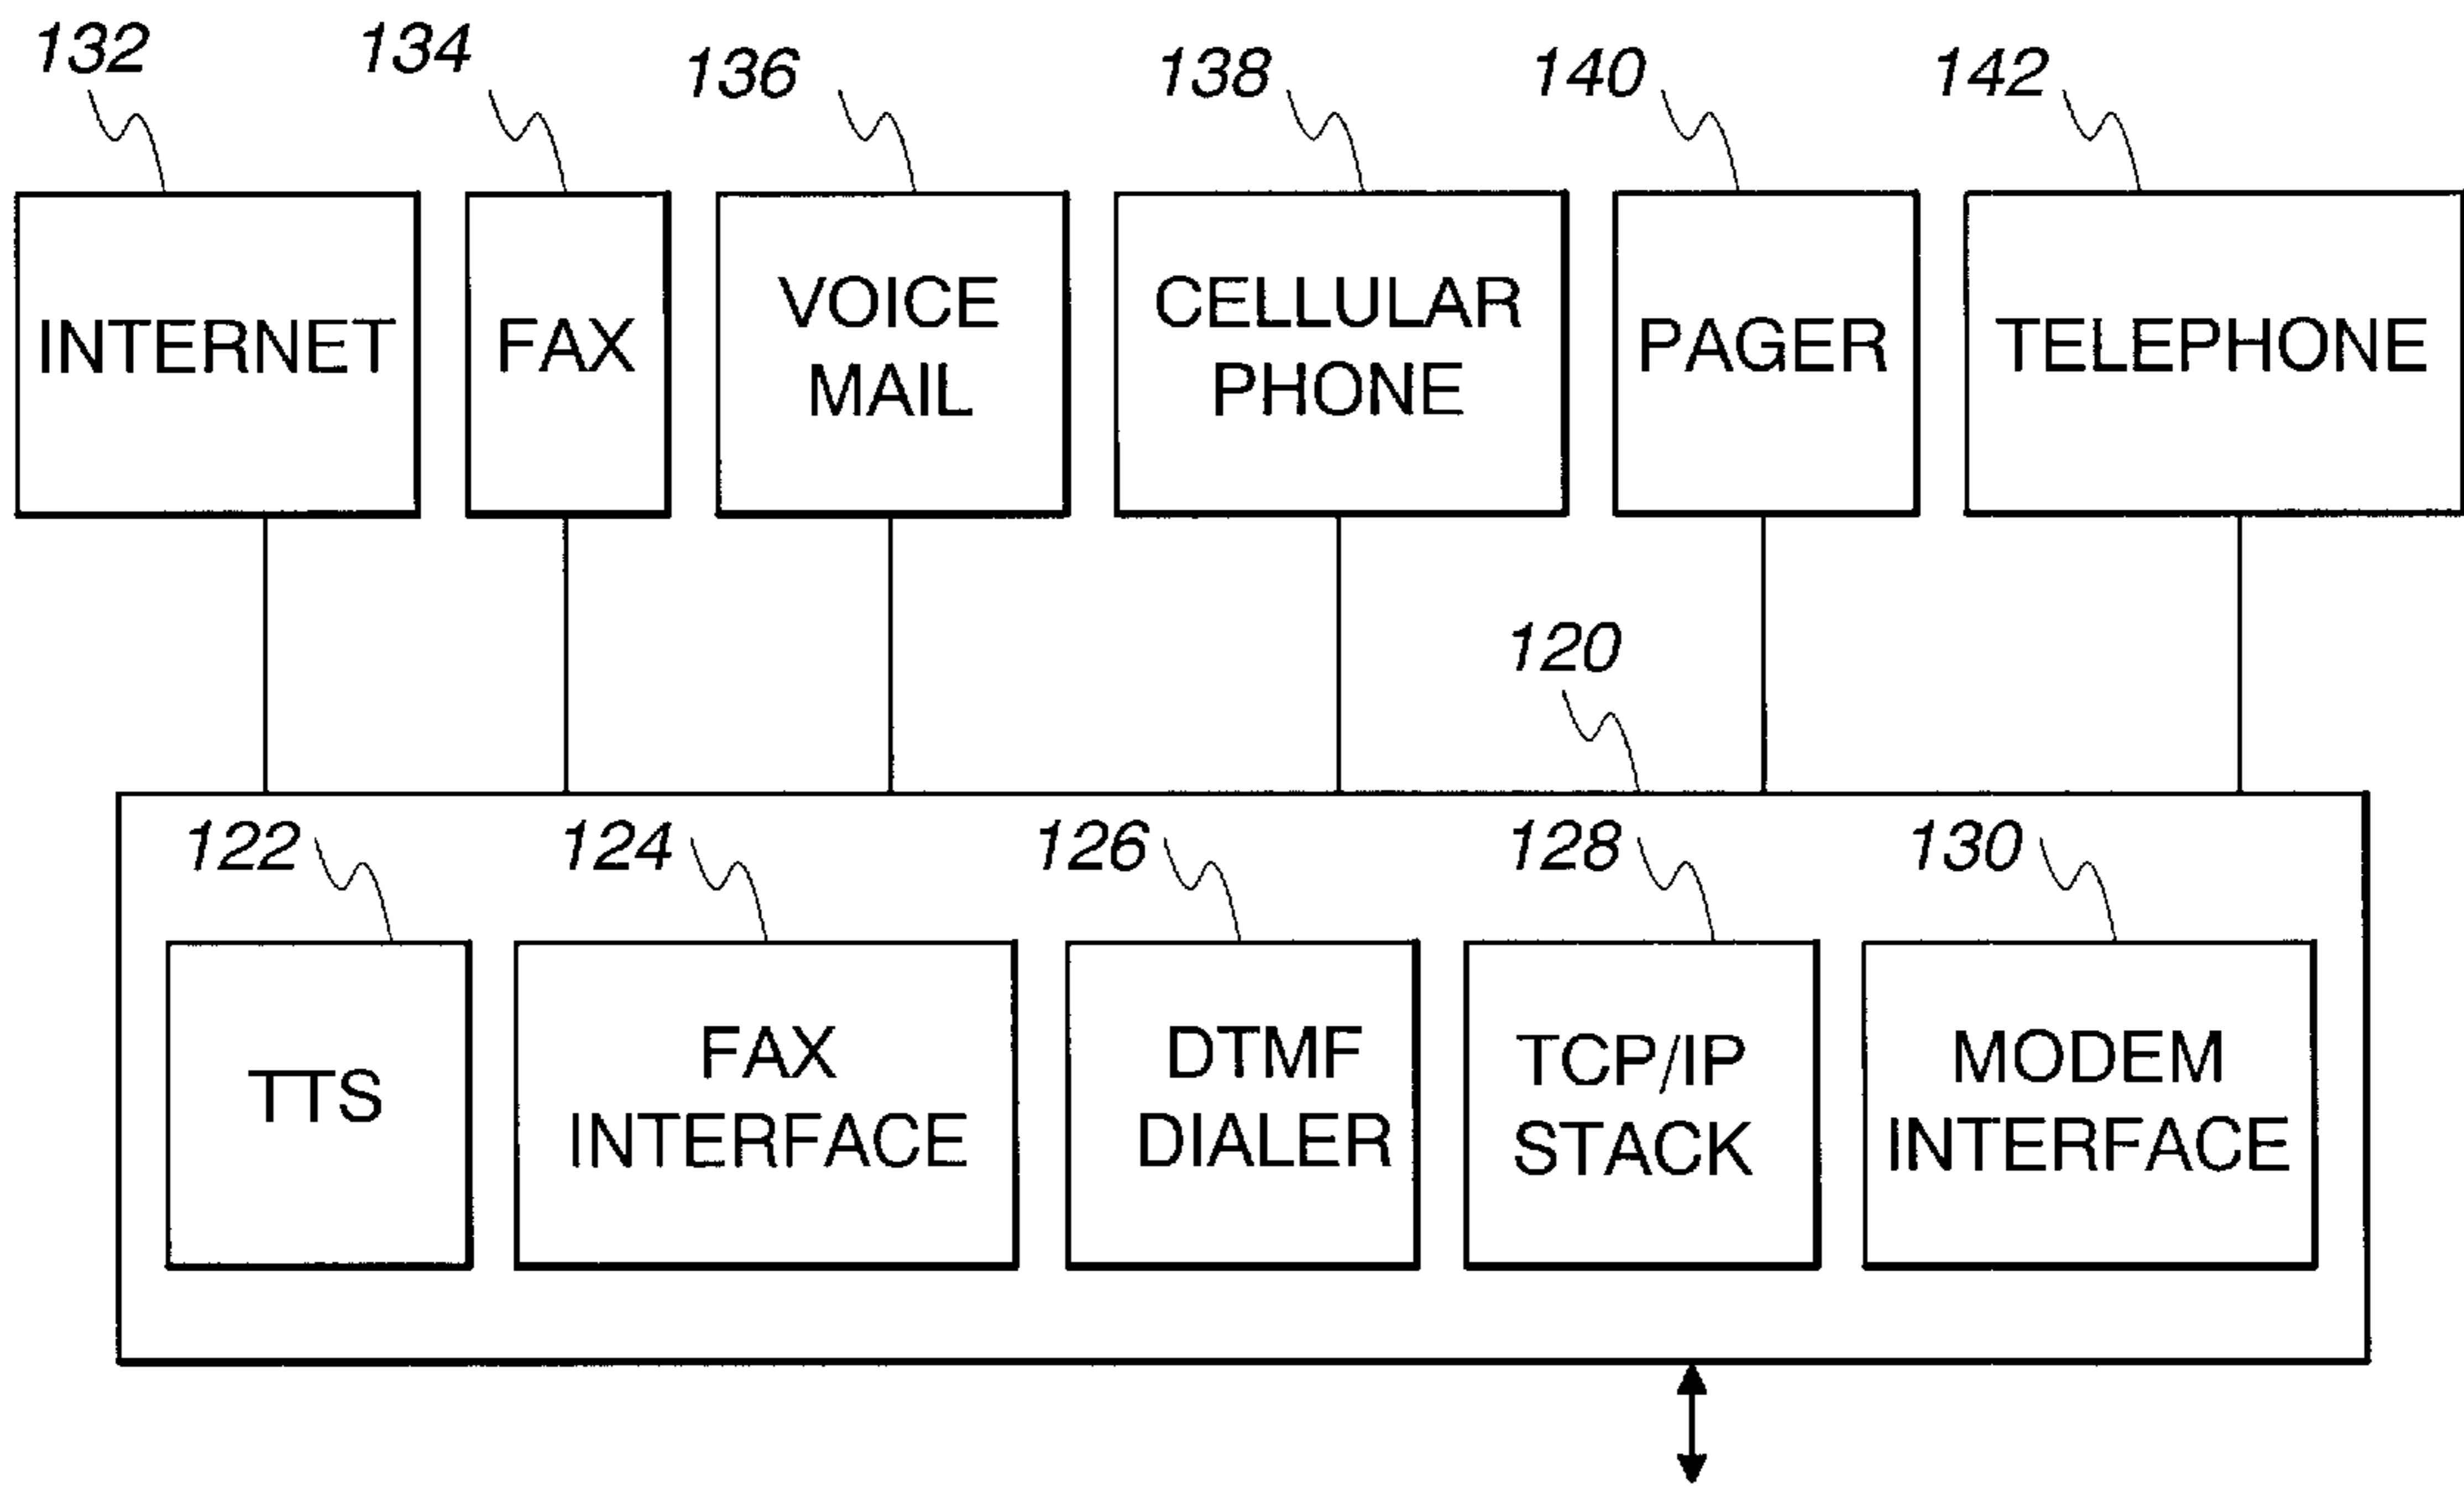 132
134
136
138
140
142
INTERNET
FAX
VOICE
MAIL
CELLULAR
PHONE
PAGER
TELEPHONE
120
122
124
126
128
130
TTS
FAX
INTERFACE
DTMF
DIALER
TCP/IP
STACK
MODEM
INTERFACE